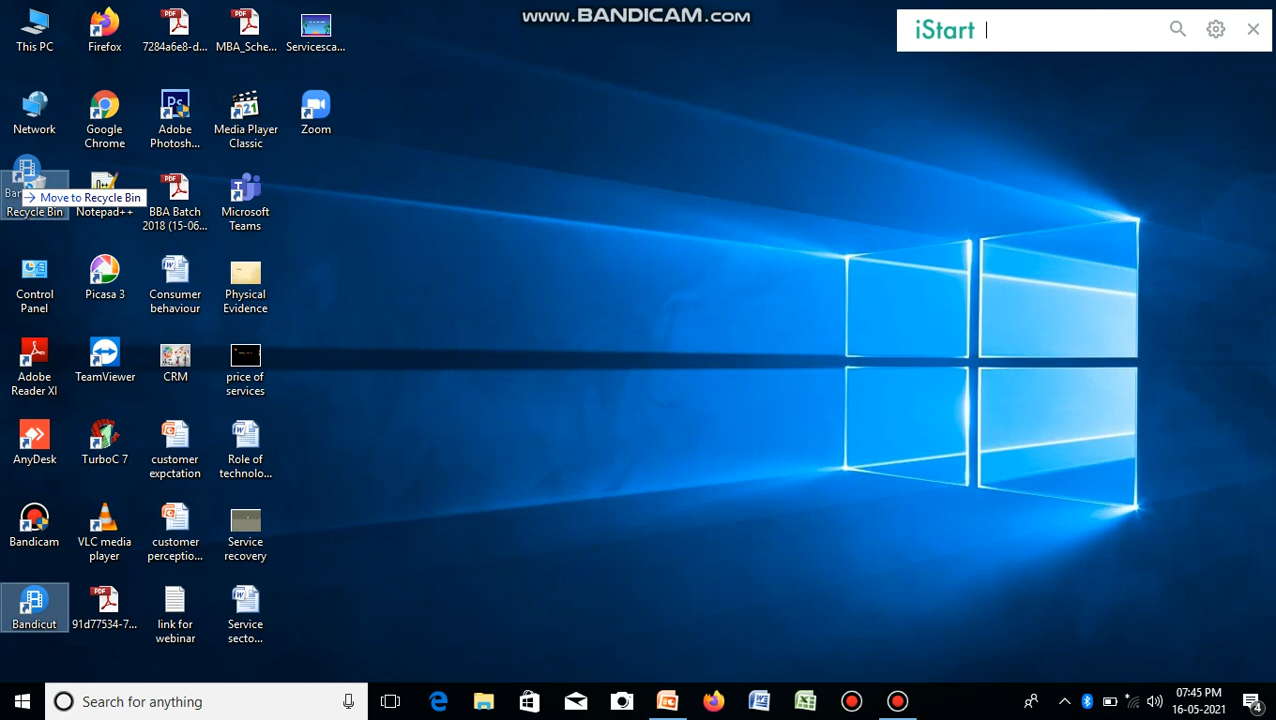 www.BANDICAM.com
iStart
This PC
Firefox
7284a6e8-d...
MBA_Sche...
Servicesca...
Network
Google Chrome
Adobe Photosh...
Media Player Classic
Zoom
Move to Recycle Bin
Recycle Bin
Notepad++
BBA Batch 2018 (15-06...
Microsoft Teams
Control Panel
Picasa 3
Consumer behaviour
Physical Evidence
Adobe Reader XI
TeamViewer
CRM
price of services
AnyDesk
TurboC 7
customer expctation
Role of technolo...
Bandicam
VLC media player
customer perceptio...
Service recovery
Bandicut
91d77534-7...
link for webinar
Service secto...
Search for anything
07:45 PM
16-05-2021
4